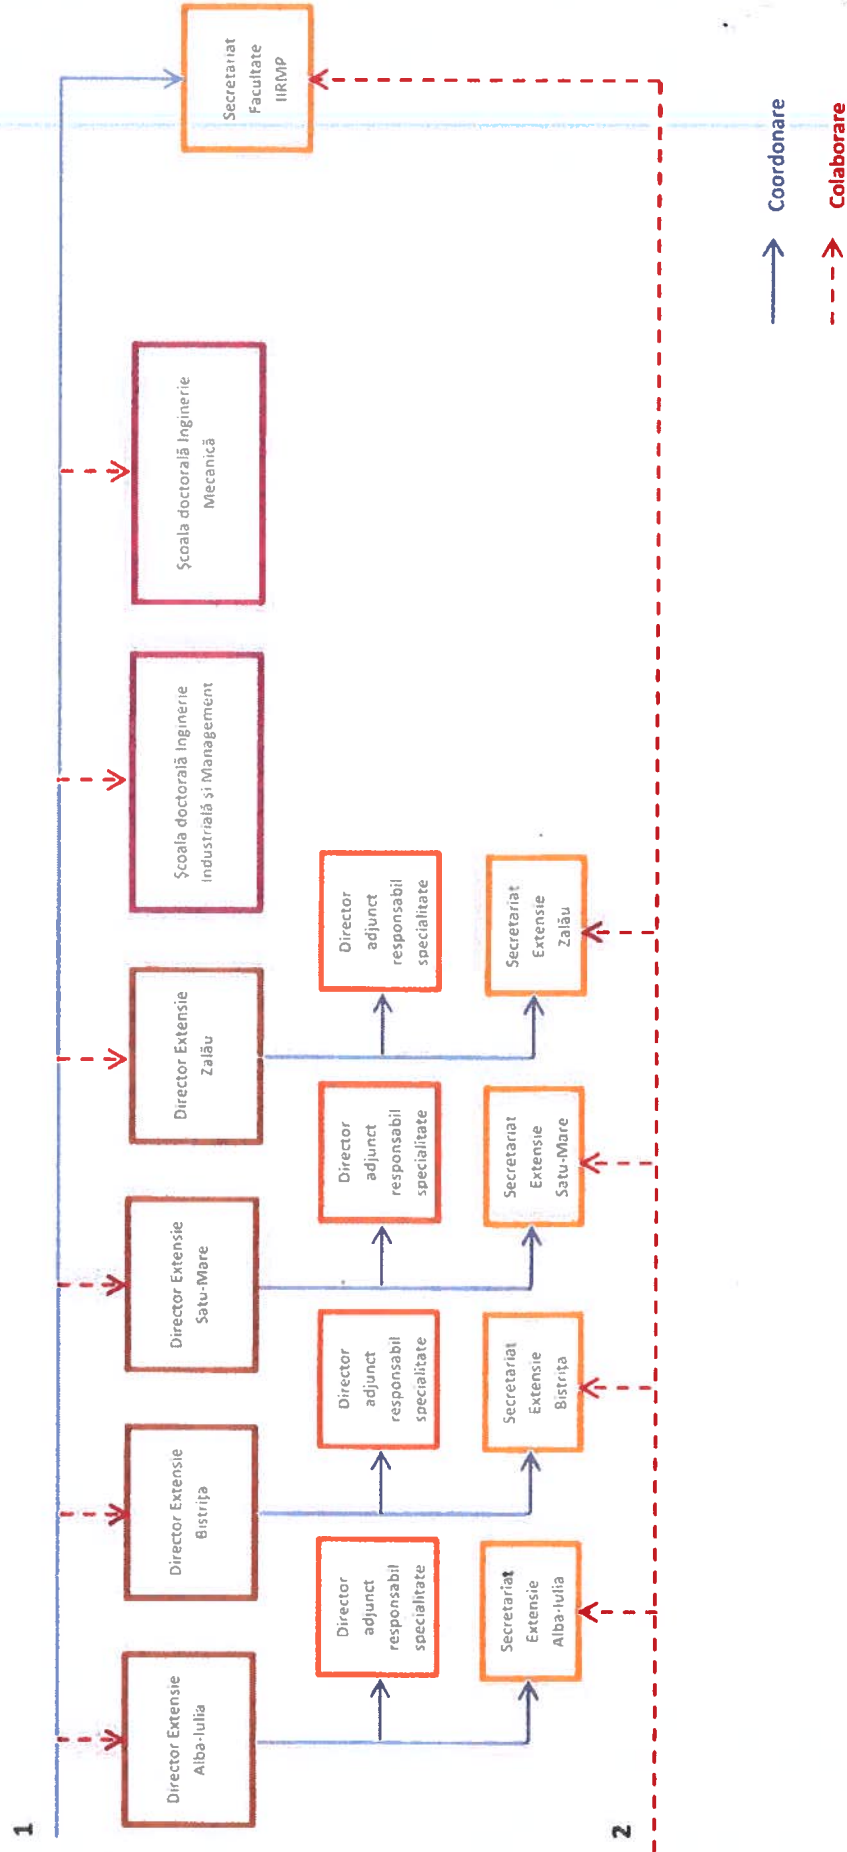 1
Director Extensie
Alba-Iulia
Director Extensie
Bistrița
Director Extensie
Satu-Mare
Director Extensie
Zalău
Școala doctorală Inginerie
Industrială și Management
Școala doctorală Inginerie
Mecanică
Secretariat
Facultate
IIRMP
Director
adjunct
responsabil
specialitate
Director
adjunct
responsabil
specialitate
Director
adjunct
responsabil
specialitate
Director
adjunct
responsabil
specialitate
Secretariat
Extensie
Alba-Iulia
Secretariat
Extensie
Bistrița
Secretariat
Extensie
Satu-Mare
Secretariat
Extensie
Zalău
2
Coordonare
Colaborare